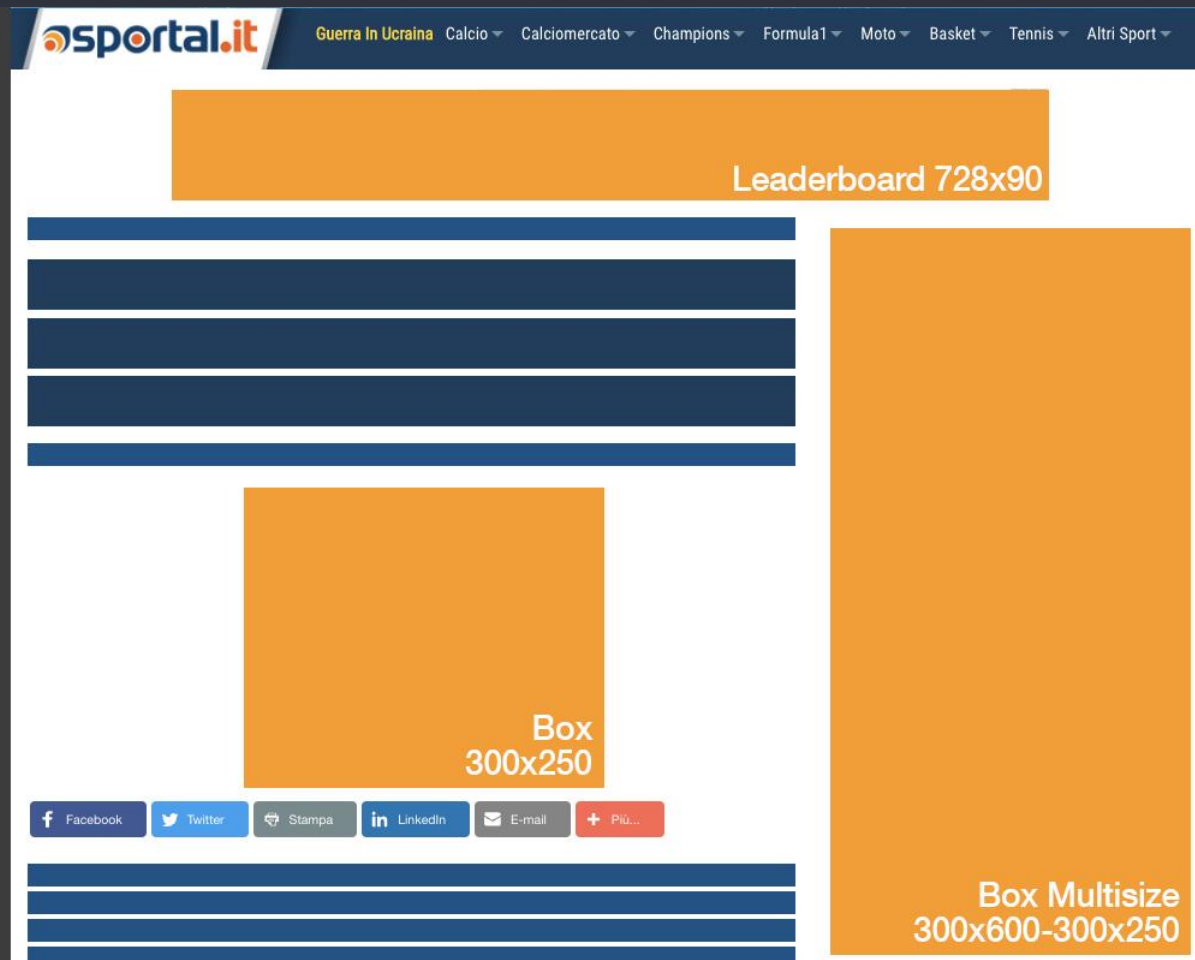 sportal.it
Guerra In Ucraina Calcio Calciomercato Champions Formula1 Moto Basket Tennis Altri Sport
Leaderboard 728x90
Box
300x250
Facebook Twitter Stampa LinkedIn E-mail Più...
Box Multisize
300x600-300x250